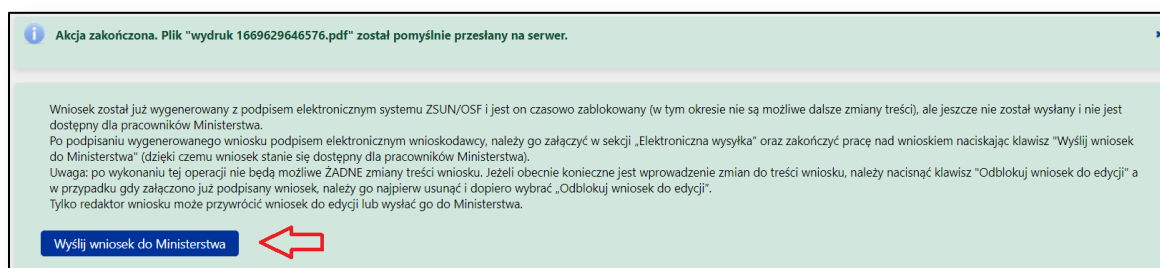 Akcja zakończona. Plik "wydruk 1669629646576.pdf" został pomyślnie przesłany na serwer.
Wniosek został już wygenerowany z podpisem elektronicznym systemu ZSUN/OSF i jest on czasowo zablokowany (w tym okresie nie są możliwe dalsze zmiany treści), ale jeszcze nie został wysłany i nie jest
dostępny dla pracowników Ministerstwa.
Po podpisaniu wygenerowanego wniosku podpisem elektronicznym wnioskodawcy, należy go załączyć w sekcji „Elektroniczna wysyłka" oraz zakończyć pracę nad wnioskiem naciskając klawisz "Wyślij wniosek
do Ministerstwa" (dzięki czemu wniosek stanie się dostępny dla pracowników Ministerstwa).
Uwaga: po wykonaniu tej operacji nie będą możliwe ŻADNE zmiany treści wniosku. Jeżeli obecnie konieczne jest wprowadzenie zmian do treści wniosku, należy nacisnąć klawisz "Odblokuj wniosek do edycji" a
w przypadku gdy załączono już podpisany wniosek, należy go najpierw usunąć i dopiero wybrać „Odblokuj wniosek do edycji”.
Tylko redaktor wniosku może przywrócić wniosek do edycji lub wysłać go do Ministerstwa.
Wyślij wniosek do Ministerstwa